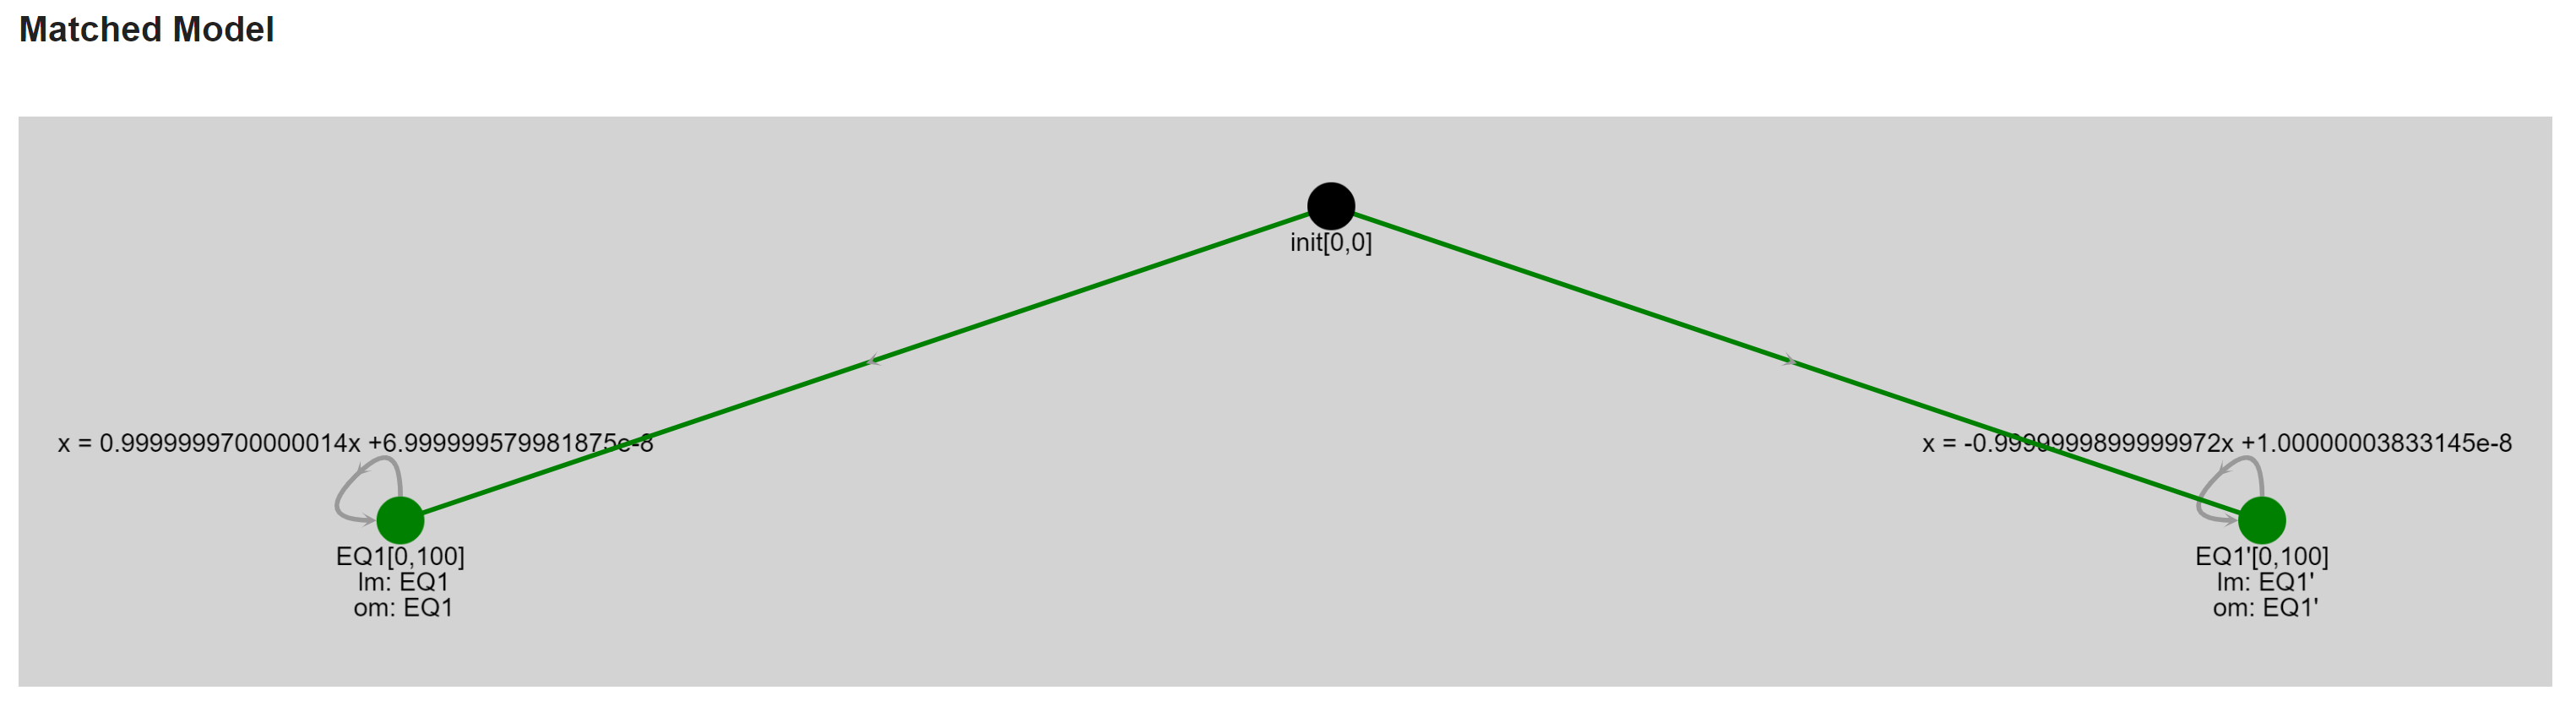 Matched Model
init[0,0]
x = 0.9999999700000014x +6.999999579981875e-8
x = -0.9999999899999972x +1.00000003833145e-8
EQ1[0,100]
lm: EQ1
om: EQ1
EQ1'[0,100]
lm: EQ1'
om: EQ1'